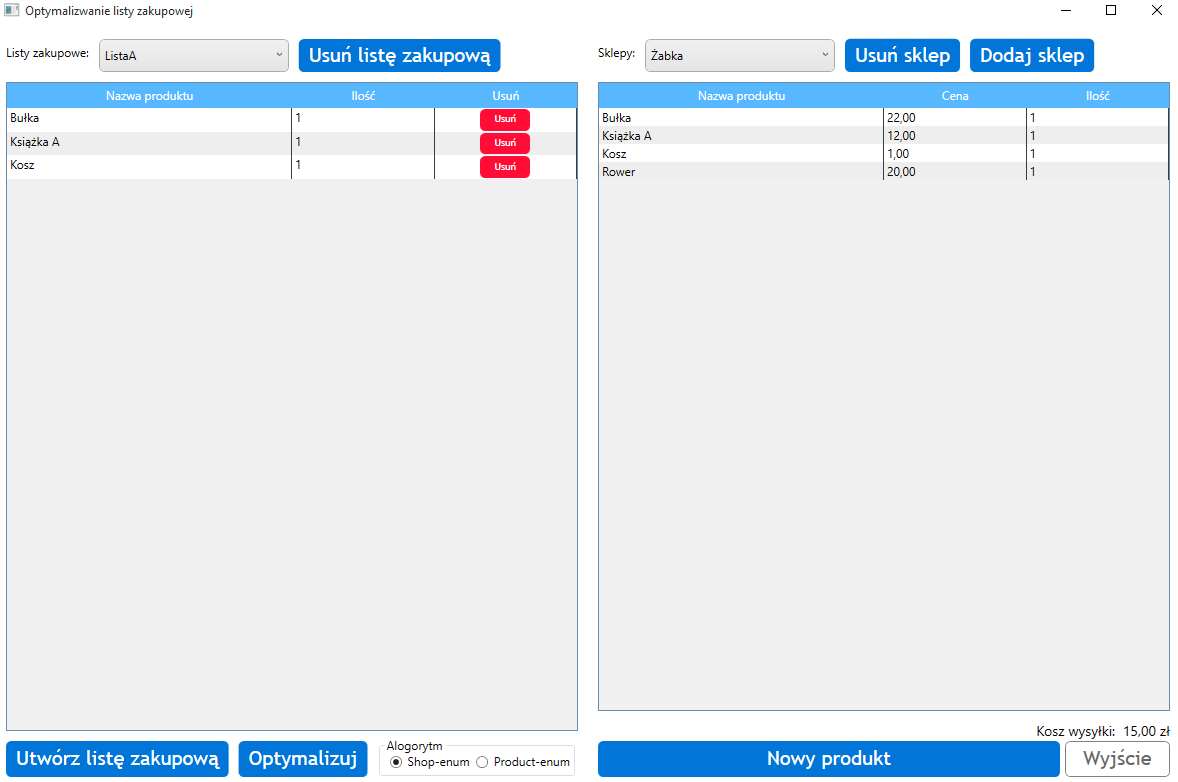 Optymalizwanie listy zakupowej
Listy zakupowe: ListaA Usuń listę zakupową
Sklepy: Żabka Usuń sklep Dodaj sklep
Nazwa produktu Ilość Usuń
Bułka 1 Usuń
Książka A 1 Usuń
Kosz 1 Usuń
Nazwa produktu Cena Ilość
Bułka 22,00 1
Książka A 12,00 1
Kosz 1,00 1
Rower 20,00 1
Kosz wysyłki: 15,00 zł
Utwórz listę zakupową Optymalizuj
Alogorytm
Shop-enum Product-enum
Nowy produkt Wyjście